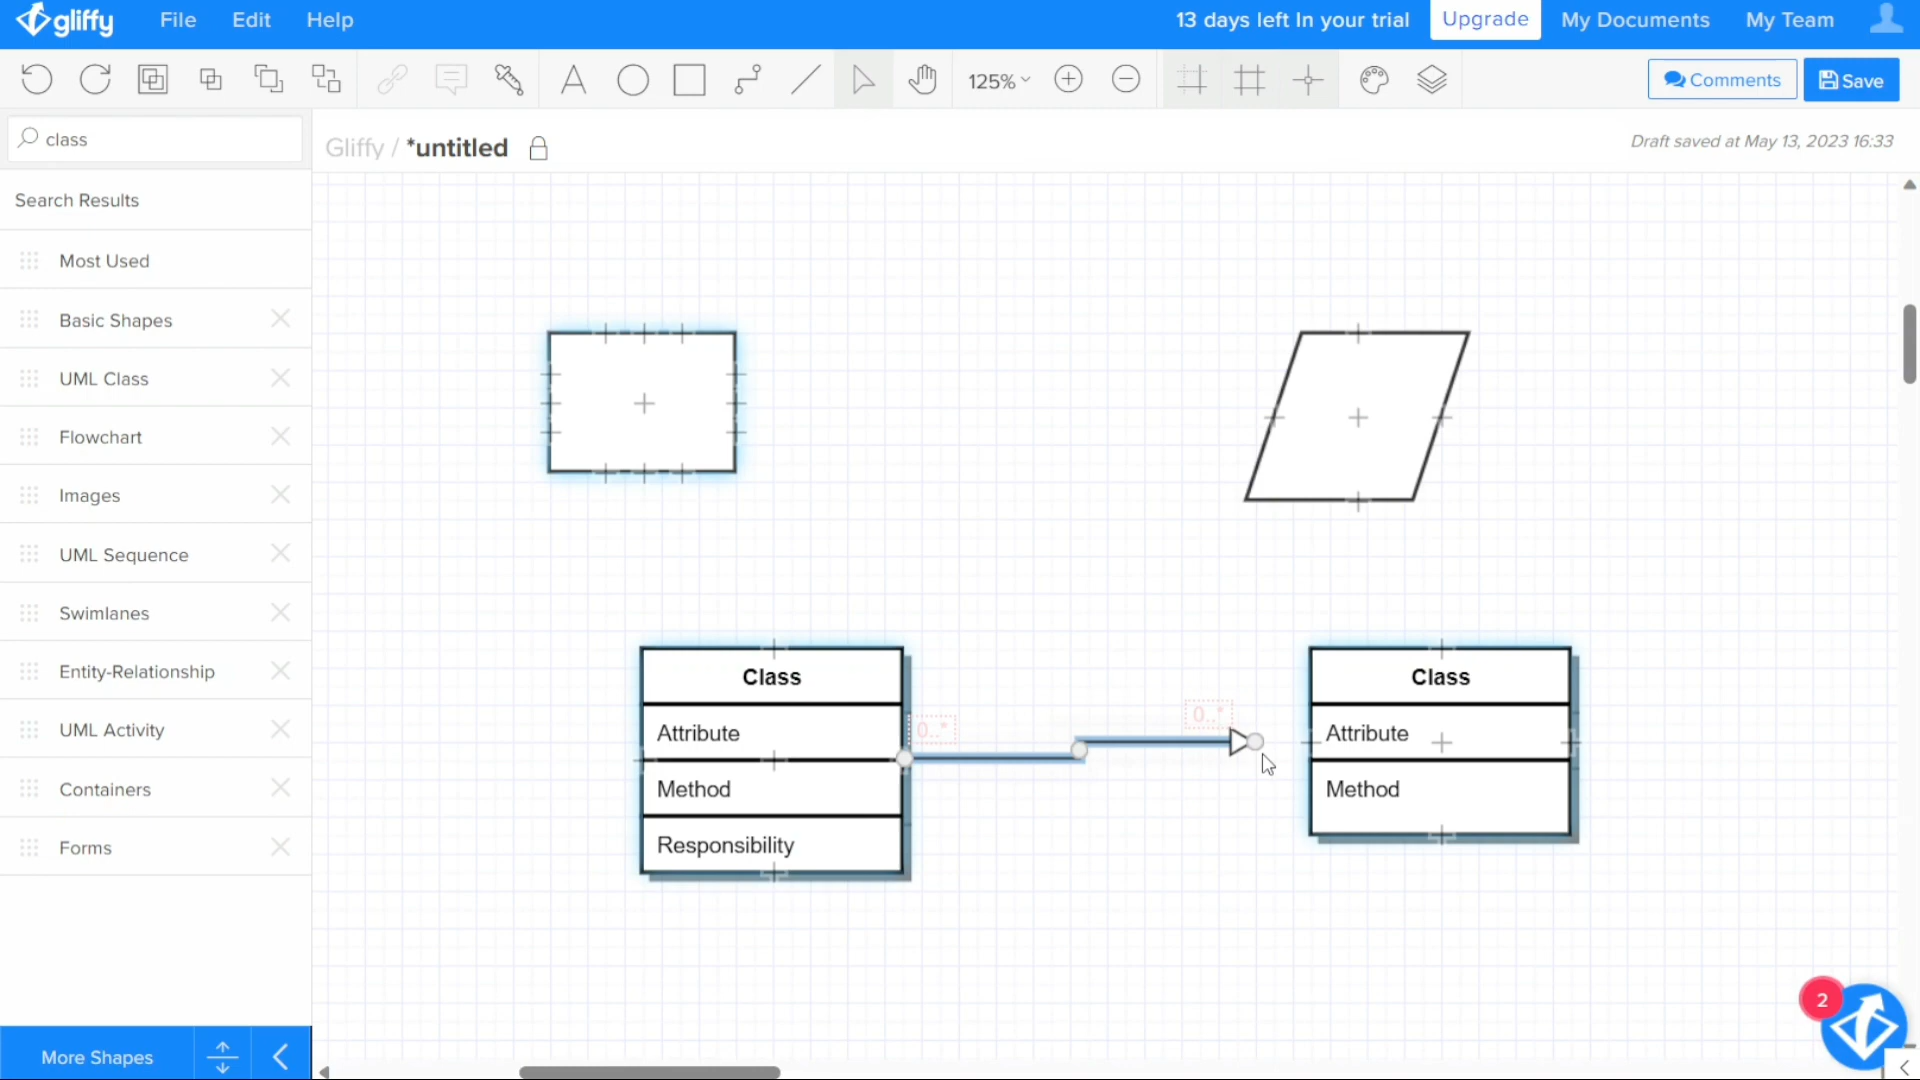 gliffy File Edit Help 13 days left In your trial Upgrade My Documents My Team
125% Comments Save
class
Gliffy / *untitled
Draft saved at May 13, 2023 16:33
Search Results
Most Used
Basic Shapes
UML Class
Flowchart
Images
UML Sequence
Swimlanes
Entity-Relationship
UML Activity
Containers
Forms
More Shapes
Class
Attribute
Method
Responsibility
0..*
0..*
Class
Attribute
Method
2